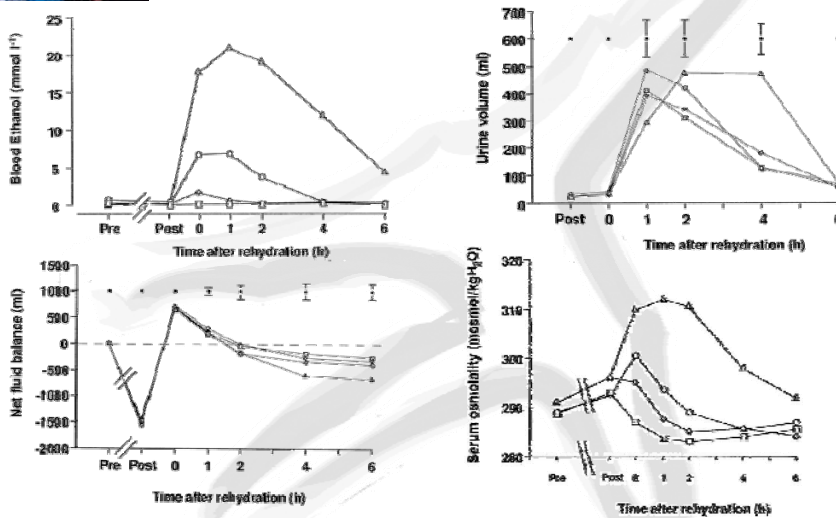 25
20
15
10
5
0
Blood Ethanol (mmol l⁻¹)
Pre Post 0 1 2 4 6
Time after rehydration (h)
700
600
500
400
300
200
100
0
Urine volume (ml)
Post 0 1 2 4 6
Time after rehydration (h)
1500
1000
500
0
-500
-1000
-1500
-2000
Net fluid balance (ml)
Pre Post 0 1 2 4 6
Time after rehydration (h)
320
310
300
290
280
Serum osmolality (mosmol/kgH₂O)
Pre Post 0 1 2 4 6
Time after rehydration (h)